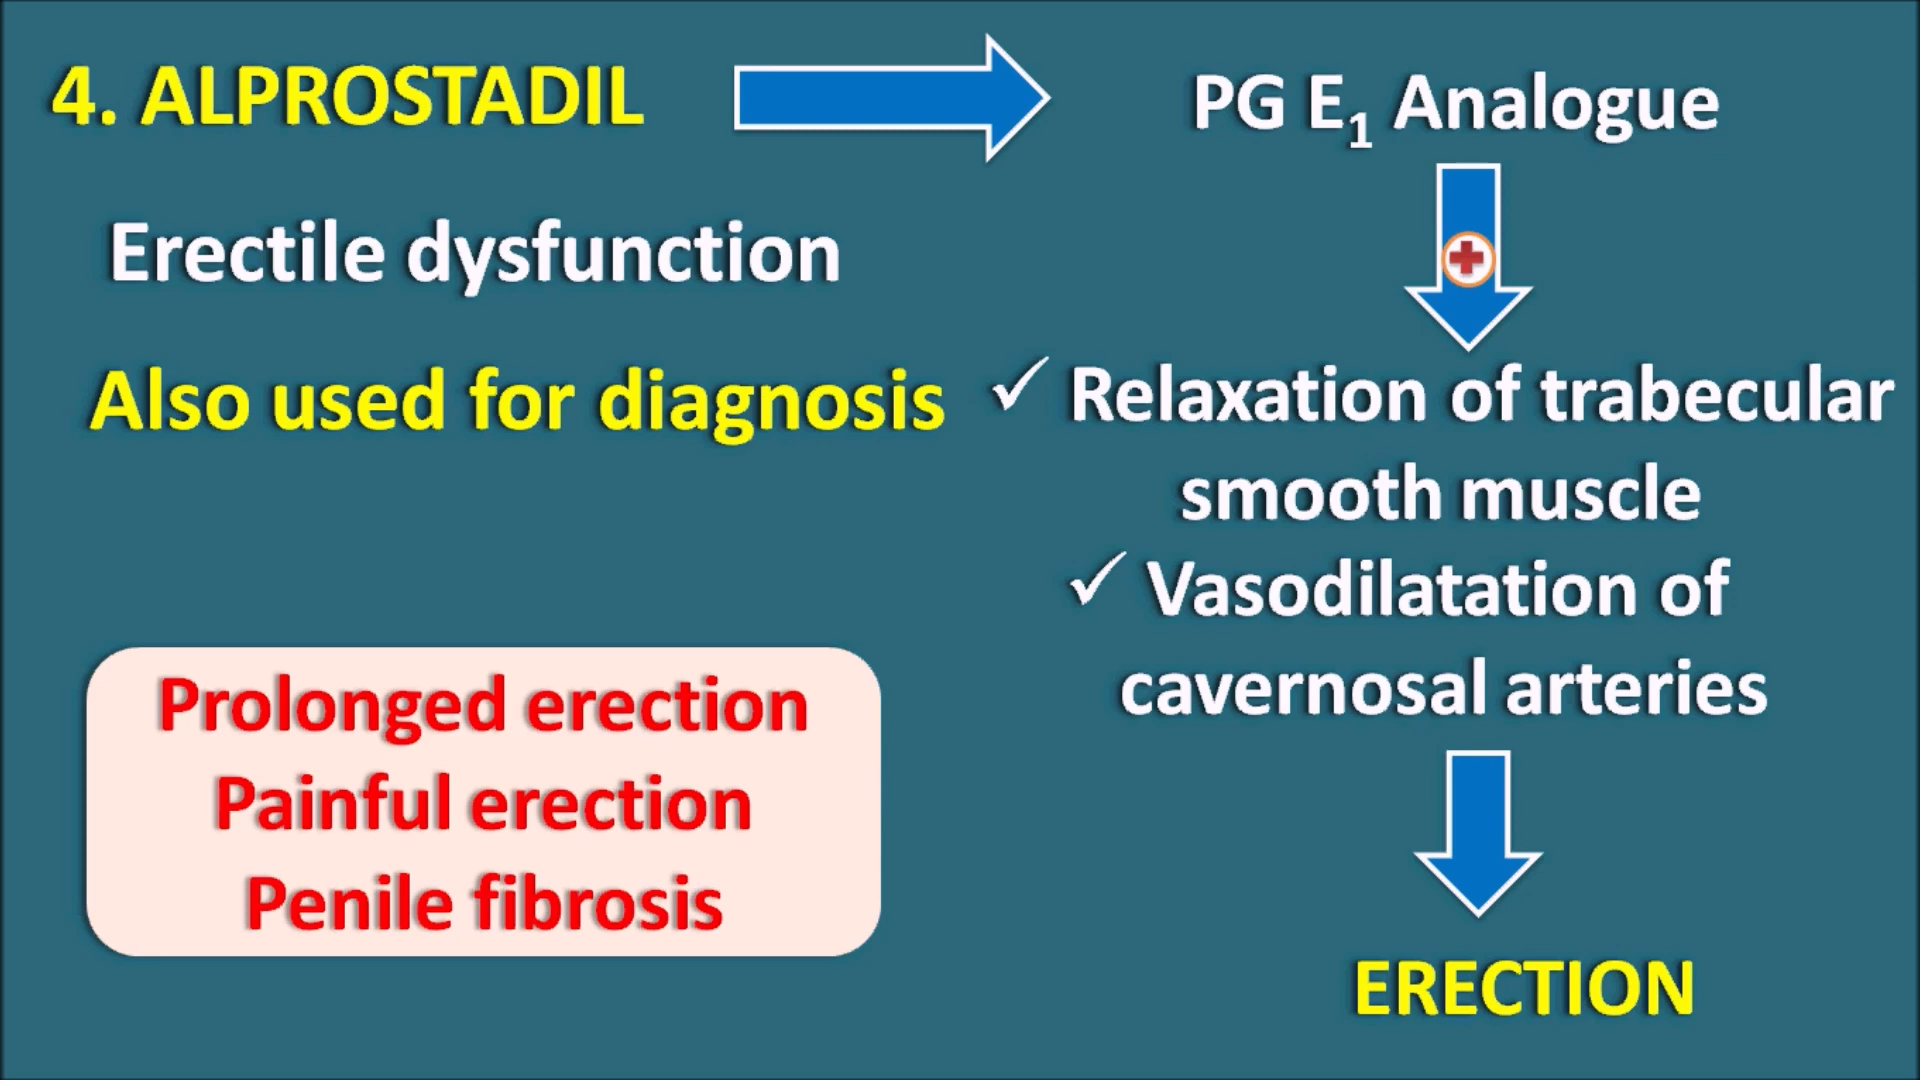 4. ALPROSTADIL
PG E₁ Analogue
Erectile dysfunction
Also used for diagnosis
✓ Relaxation of trabecular
smooth muscle
✓ Vasodilatation of
cavernosal arteries
Prolonged erection
Painful erection
Penile fibrosis
ERECTION